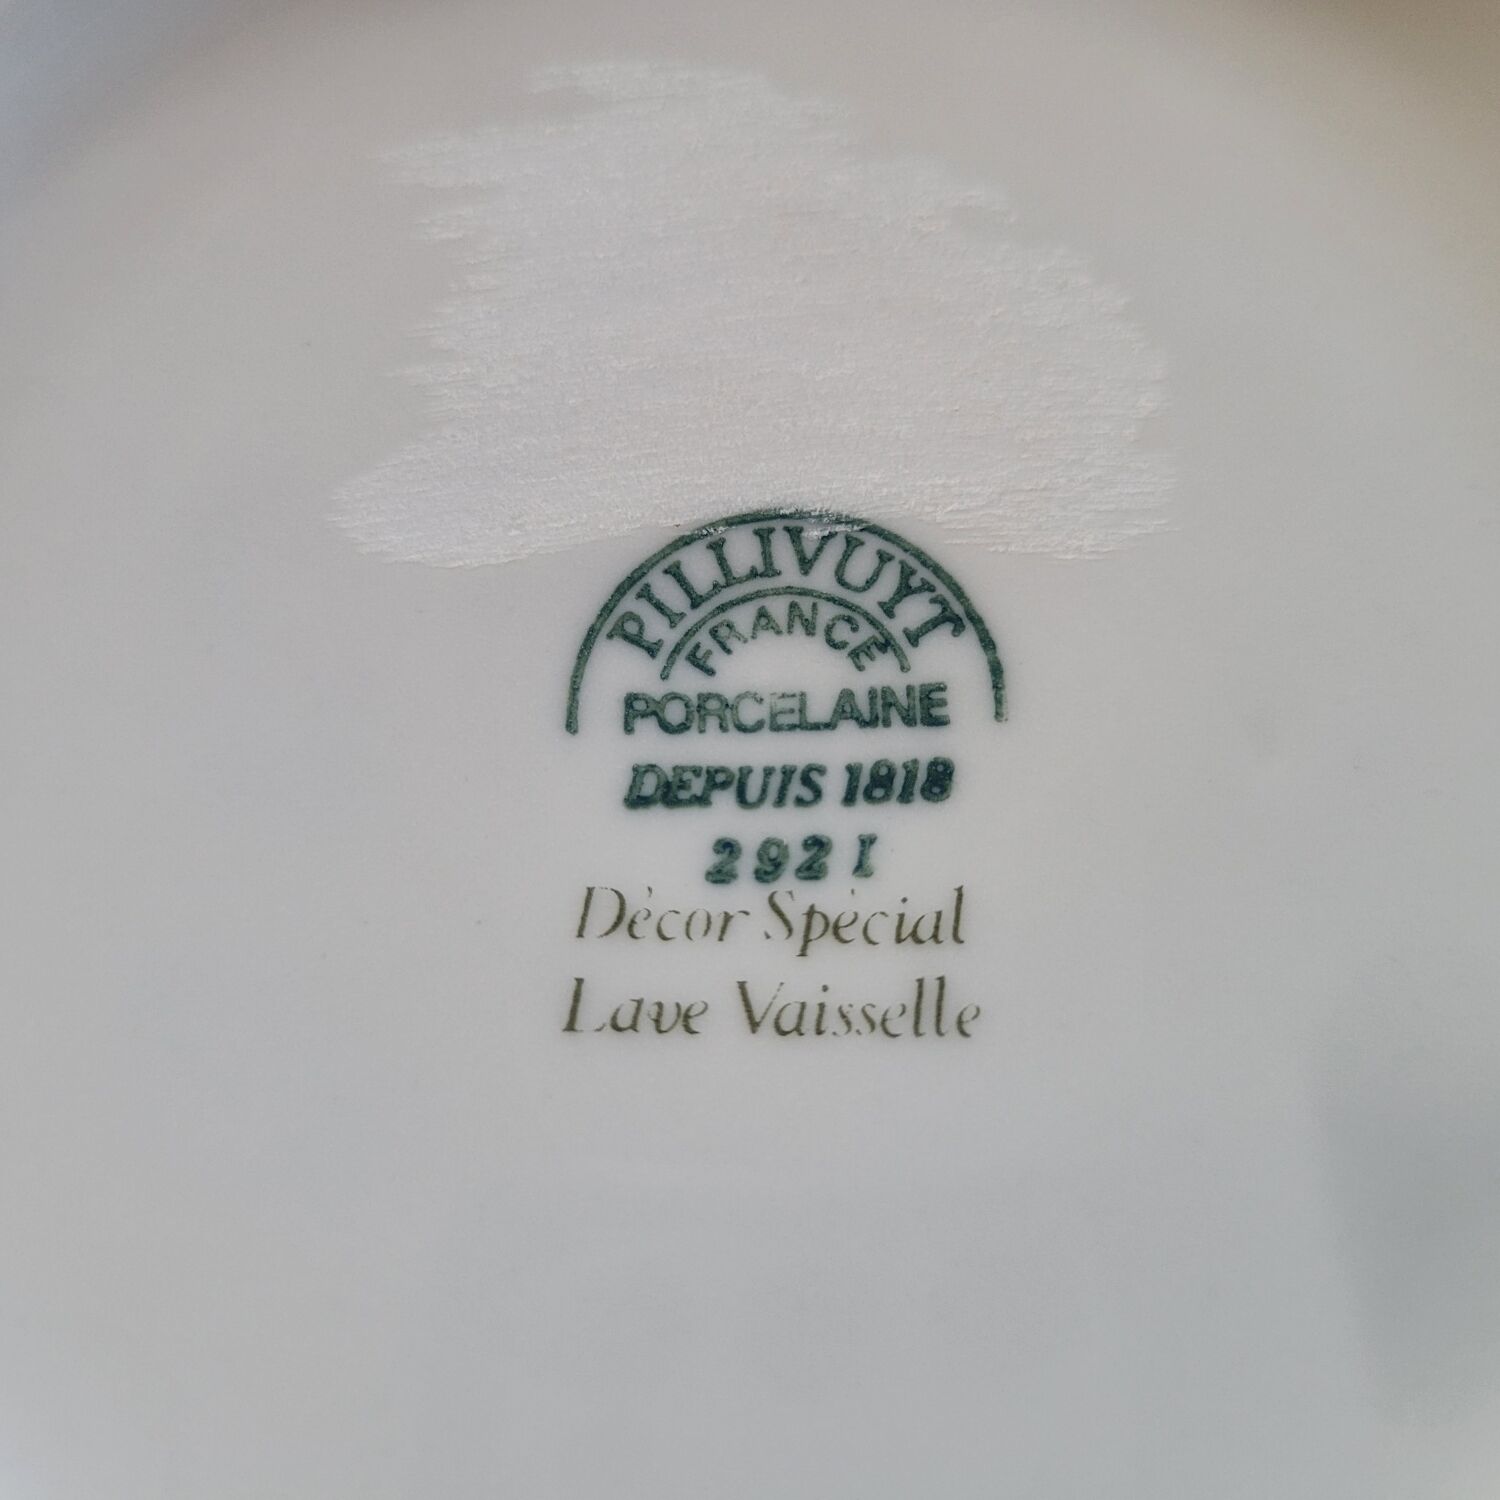 PILLIVUYT
FRANCE
PORCELAINE
DEPUIS 1818
292 I
Décor Spécial
Lave Vaisselle